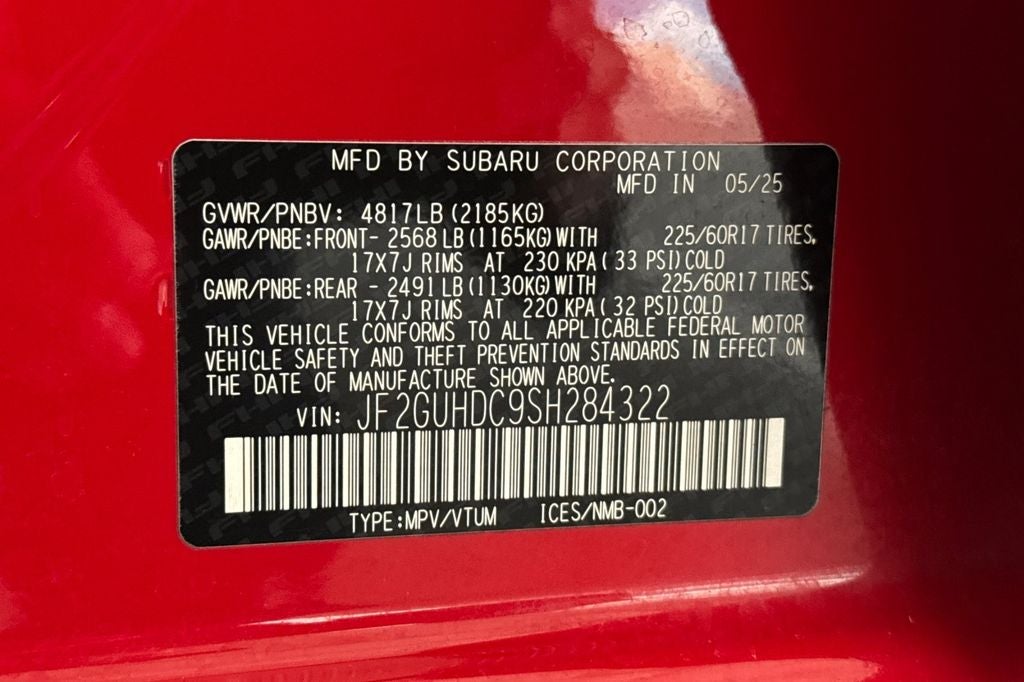 MFD BY SUBARU CORPORATION
MFD IN 05/25
GVWR/PNBV: 4817LB (2185KG)
GAWR/PNBE:FRONT- 2568 LB (1165KG) WITH 225/60R17 TIRES,
17X7J RIMS AT 230 KPA ( 33 PSI) COLD
GAWR/PNBE:REAR - 2491 LB (1130KG) WITH 225/60R17 TIRES,
17X7J RIMS AT 220 KPA ( 32 PSI) COLD
THIS VEHICLE CONFORMS TO ALL APPLICABLE FEDERAL MOTOR
VEHICLE SAFETY AND THEFT PREVENTION STANDARDS IN EFFECT ON
THE DATE OF MANUFACTURE SHOWN ABOVE.
VIN: JF2GUHDC9SH284322
TYPE:MPV/VTUM ICES/NMB-002